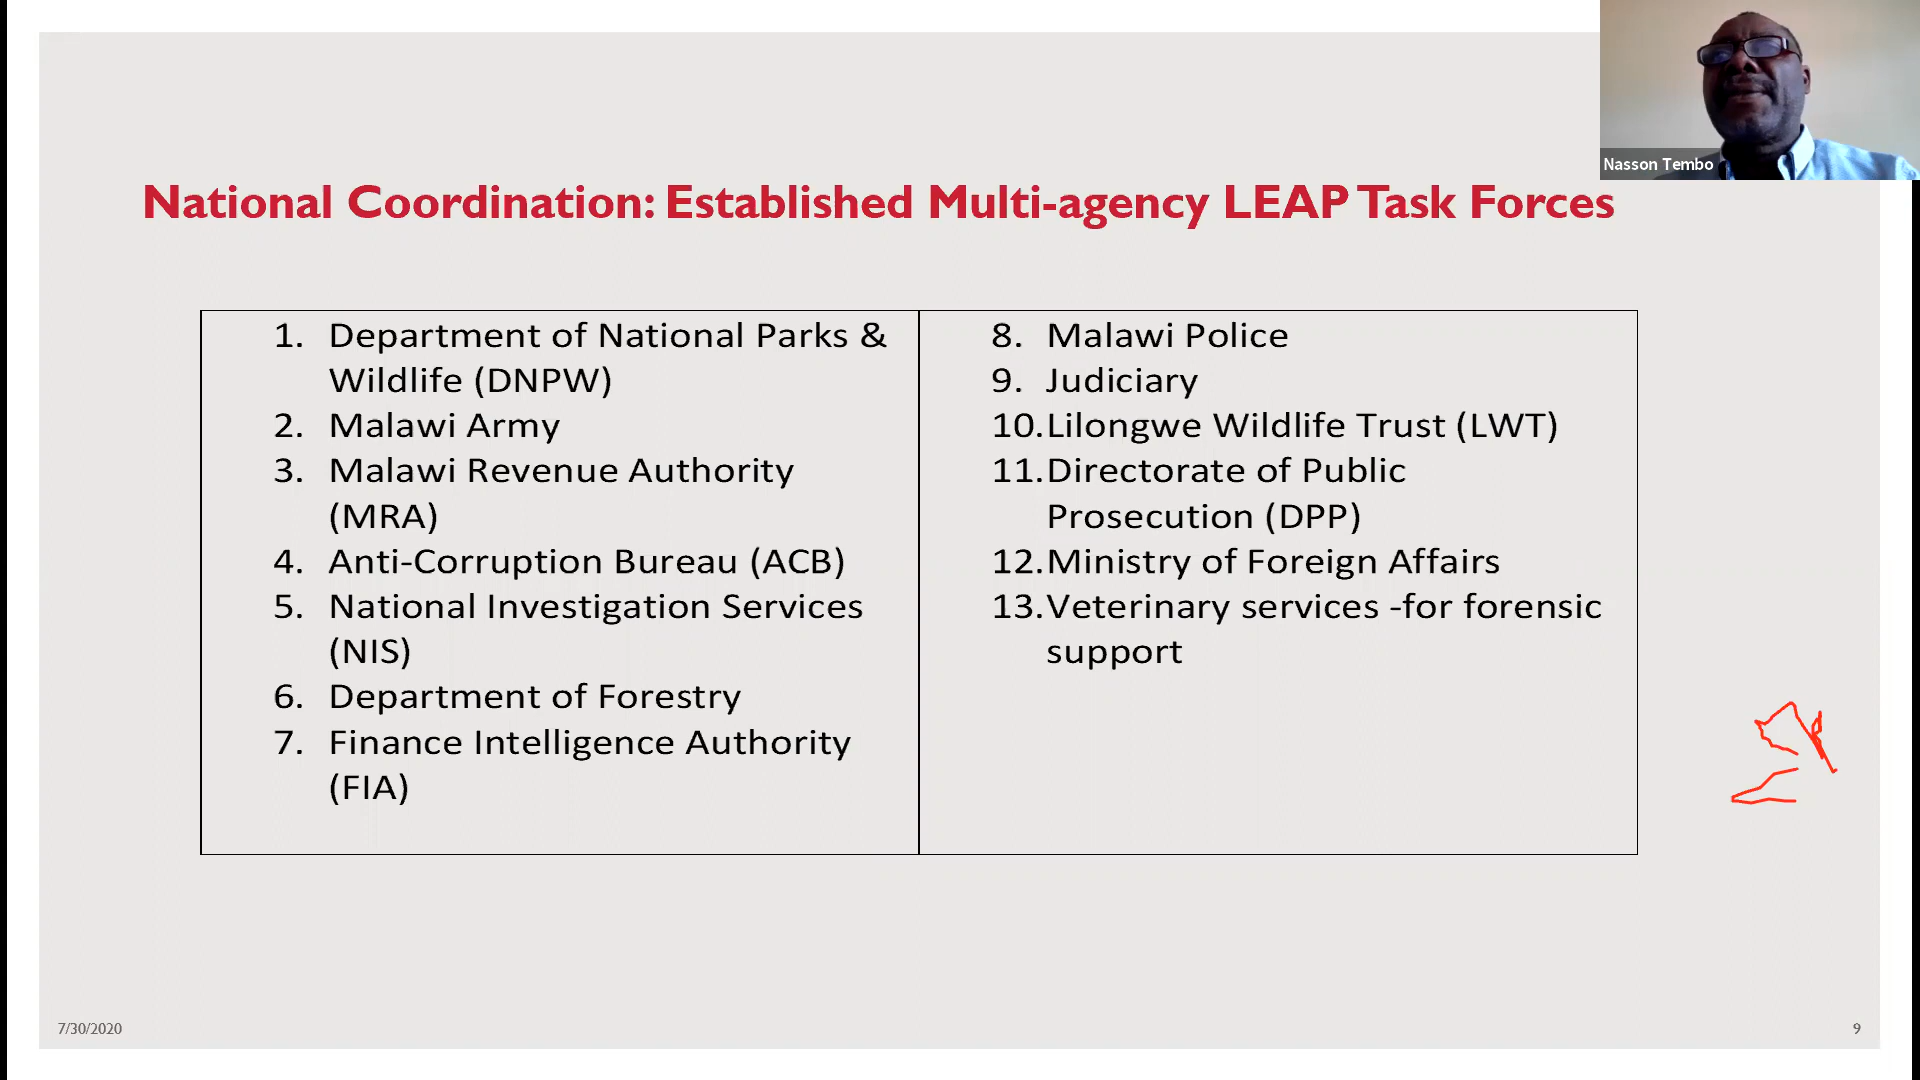 Nasson Tembo
National Coordination: Established Multi-agency LEAP Task Forces
1. Department of National Parks &
Wildlife (DNPW)
2. Malawi Army
3. Malawi Revenue Authority
(MRA)
4. Anti-Corruption Bureau (ACB)
5. National Investigation Services
(NIS)
6. Department of Forestry
7. Finance Intelligence Authority
(FIA)
8. Malawi Police
9. Judiciary
10.Lilongwe Wildlife Trust (LWT)
11.Directorate of Public
Prosecution (DPP)
12.Ministry of Foreign Affairs
13.Veterinary services -for forensic
support
7/30/2020
9